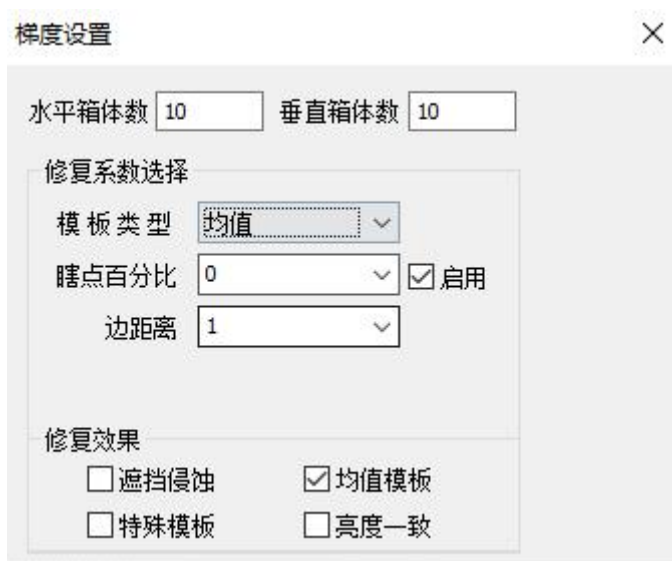 梯度设置
水平箱体数 10 垂直箱体数 10
修复系数选择
模板类型 均值
瞎点百分比 0 启用
边距离 1
修复效果
遮挡侵蚀 均值模板
特殊模板 亮度一致